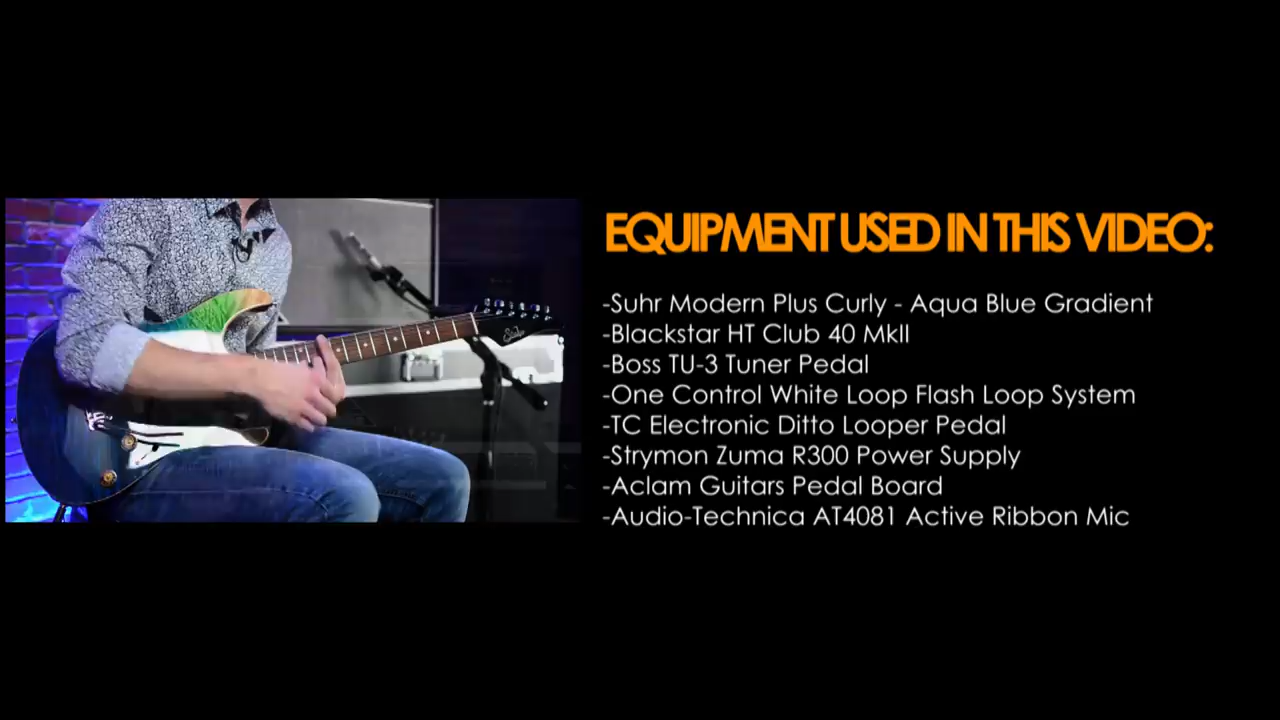 EQUIPMENT USED IN THIS VIDEO:
-Suhr Modern Plus Curly - Aqua Blue Gradient
-Blackstar HT Club 40 MkII
-Boss TU-3 Tuner Pedal
-One Control White Loop Flash Loop System
-TC Electronic Ditto Looper Pedal
-Strymon Zuma R300 Power Supply
-Aclam Guitars Pedal Board
-Audio-Technica AT4081 Active Ribbon Mic
Suhr